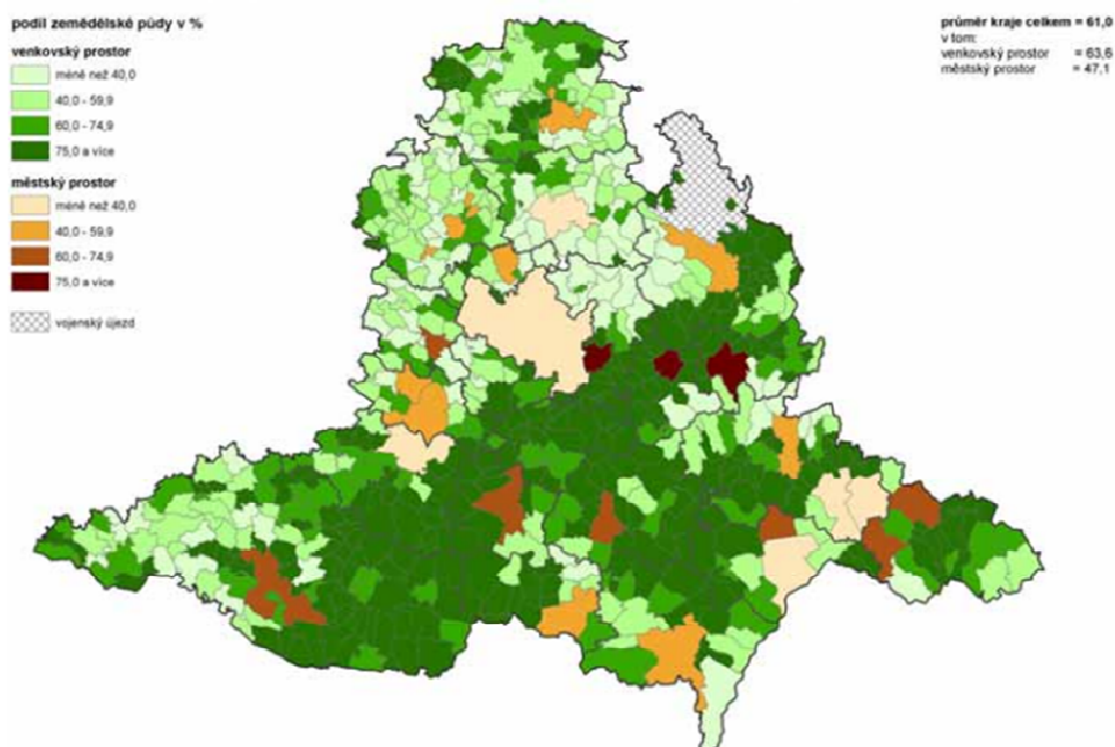 podíl zemědělské půdy v %
venkovský prostor
méně než 40,0
40,0 - 59,9
60,0 - 74,9
75,0 a více
městský prostor
méně než 40,0
40,0 - 59,9
60,0 - 74,9
75,0 a více
vojenský újezd
průměr kraje celkem = 61,0
v tom:
venkovský prostor = 63,6
městský prostor = 47,1